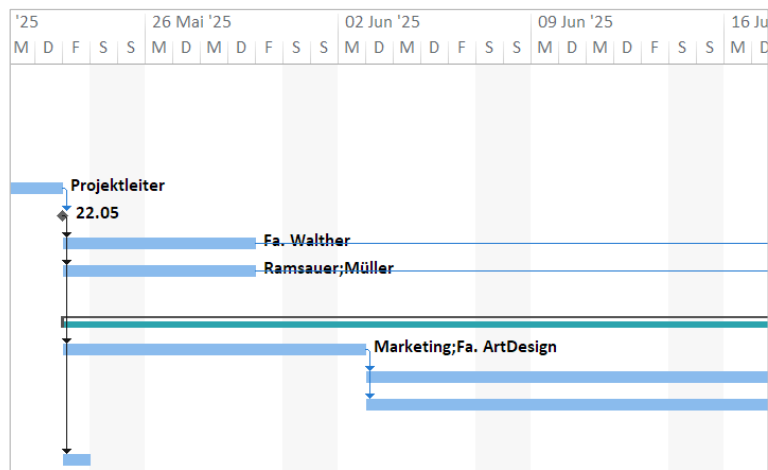 '25 26 Mai '25 02 Jun '25 09 Jun '25 16 Ju
M D F S S M D M D F S S M D M D F S S M D M D F S S M D
Projektleiter
22.05
Fa. Walther
Ramsauer;Müller
Marketing;Fa. ArtDesign